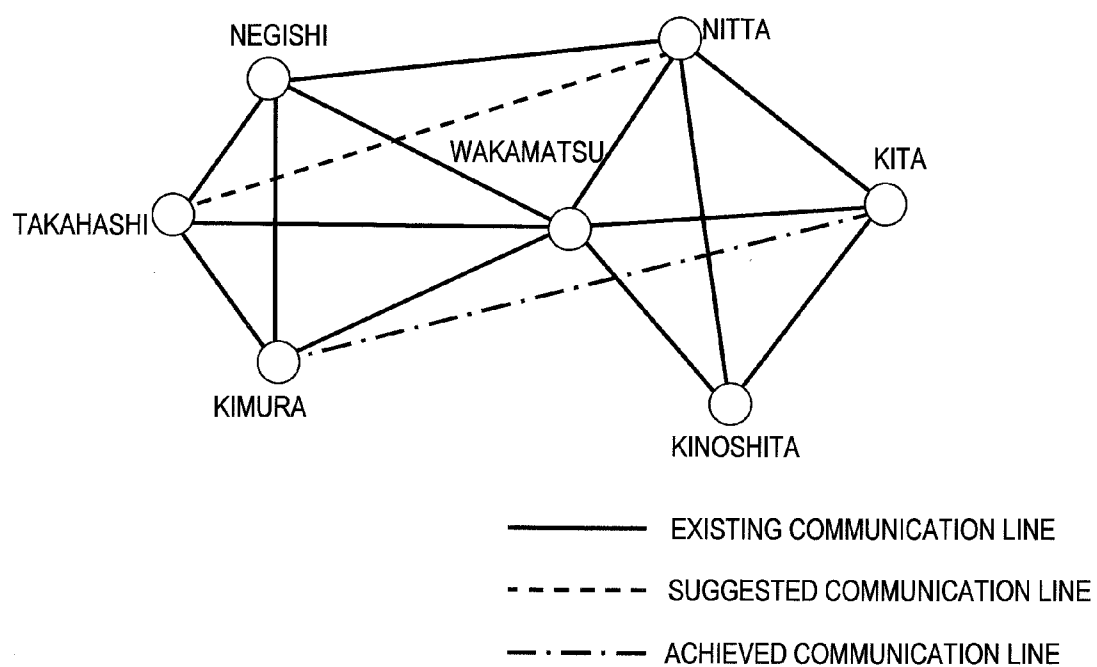 NEGISHI
NITTA
WAKAMATSU
KITA
TAKAHASHI
KIMURA
KINOSHITA
EXISTING COMMUNICATION LINE
SUGGESTED COMMUNICATION LINE
ACHIEVED COMMUNICATION LINE